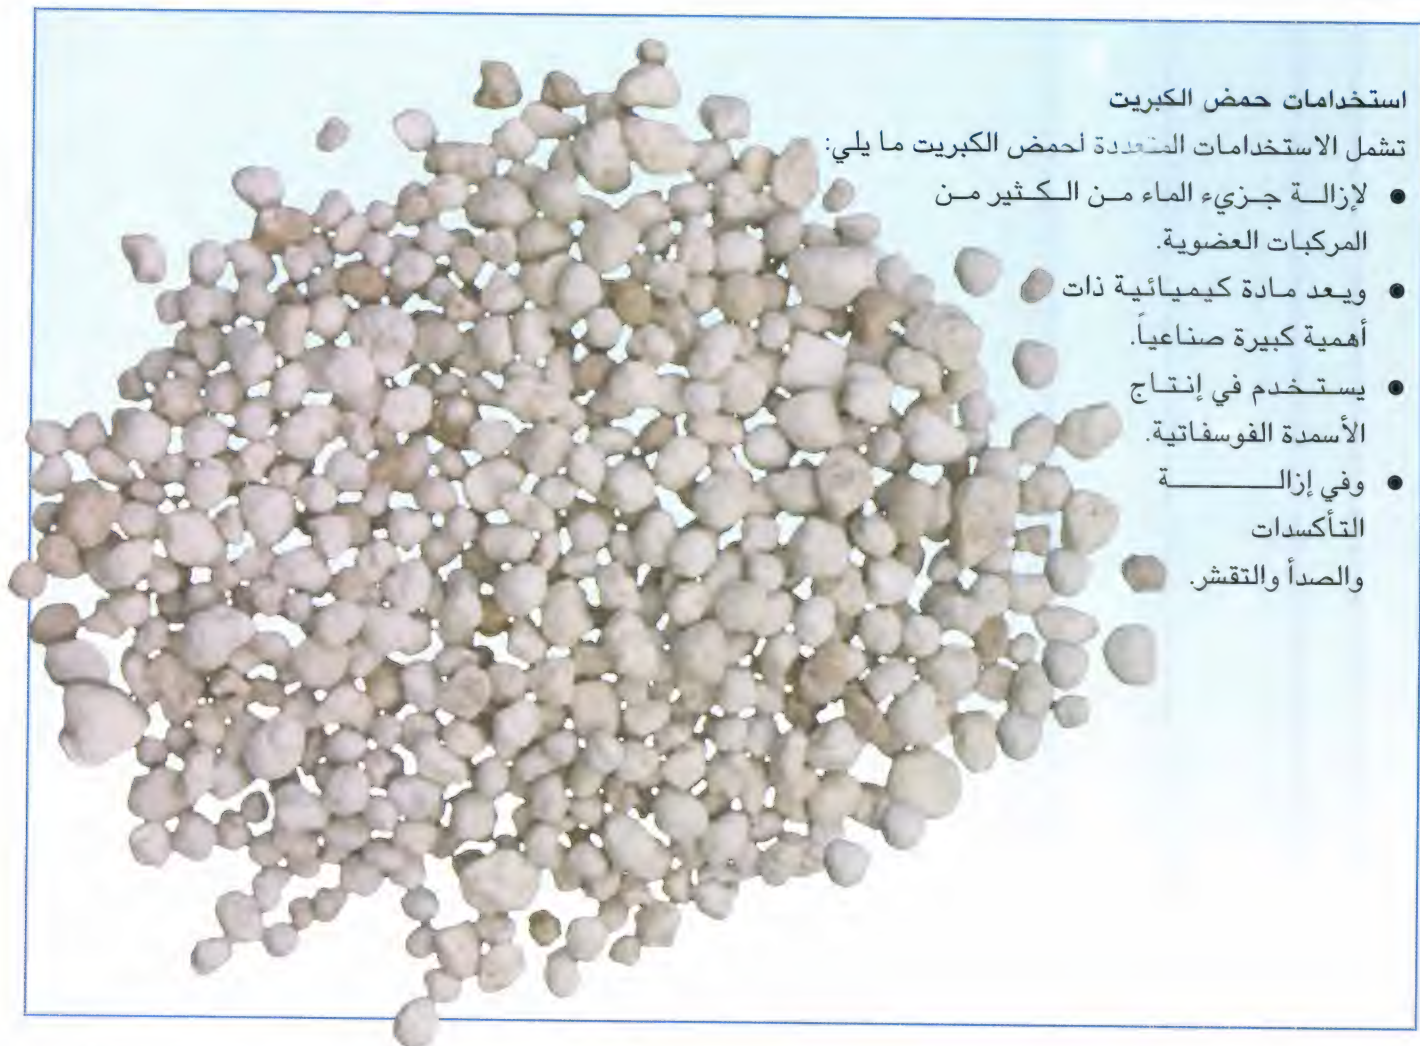 استخدامات حمض الكبريت
تشمل الاستخدامات المتعددة لحمض الكبريت ما يلي:
● لإزالة جزيء الماء من الكثير من
المركبات العضوية.
● ويعد مادة كيميائية ذات
أهمية كبيرة صناعياً.
● يستخدم في إنتاج
الأسمدة الفوسفاتية.
● وفي إزالة
التأكسدات
والصدأ والتقشر.